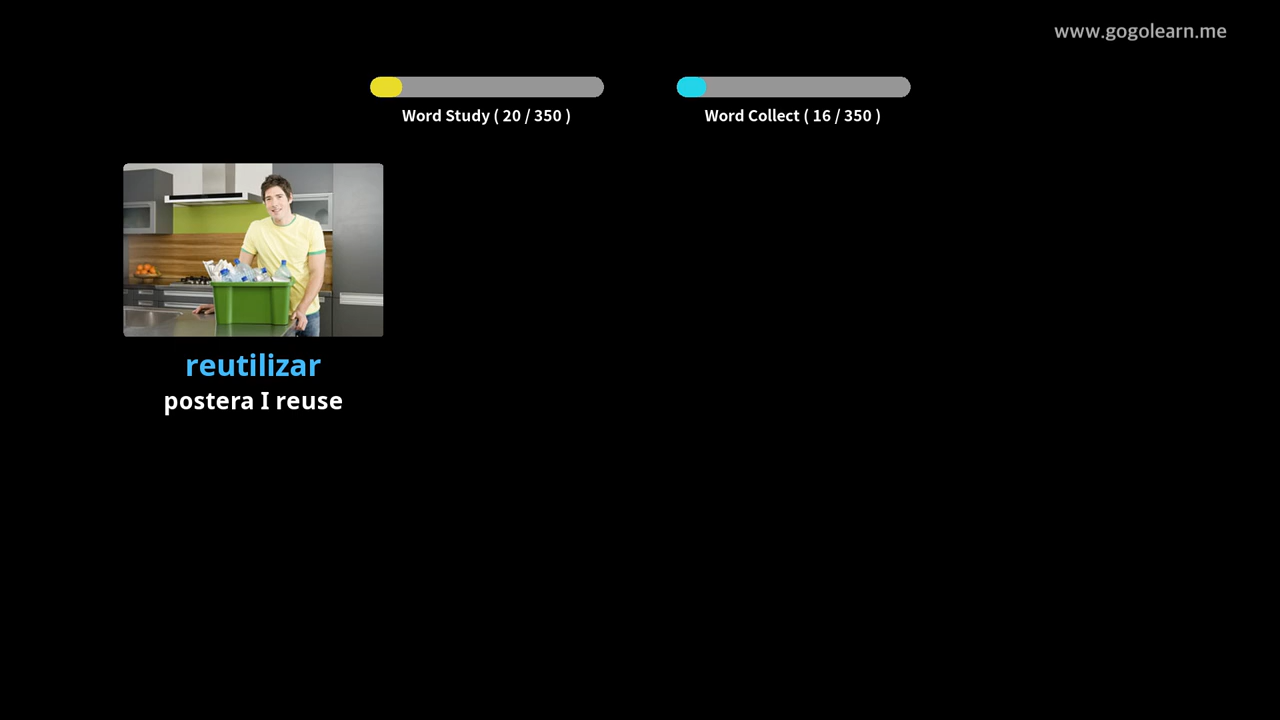 www.gogolearn.me
Word Study ( 20 / 350 )
Word Collect ( 16 / 350 )
reutilizar
postera I reuse